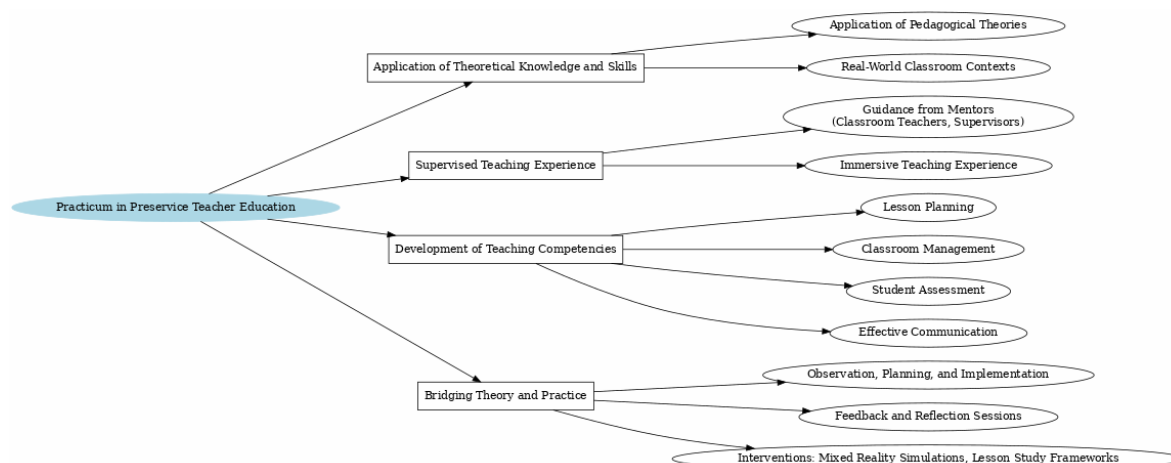 Application of Pedagogical Theories
Application of Theoretical Knowledge and Skills
Real-World Classroom Contexts
Guidance from Mentors
(Classroom Teachers, Supervisors)
Supervised Teaching Experience
Immersive Teaching Experience
Practicum in Preservice Teacher Education
Lesson Planning
Development of Teaching Competencies
Classroom Management
Student Assessment
Effective Communication
Observation, Planning, and Implementation
Bridging Theory and Practice
Feedback and Reflection Sessions
Interventions: Mixed Reality Simulations, Lesson Study Frameworks